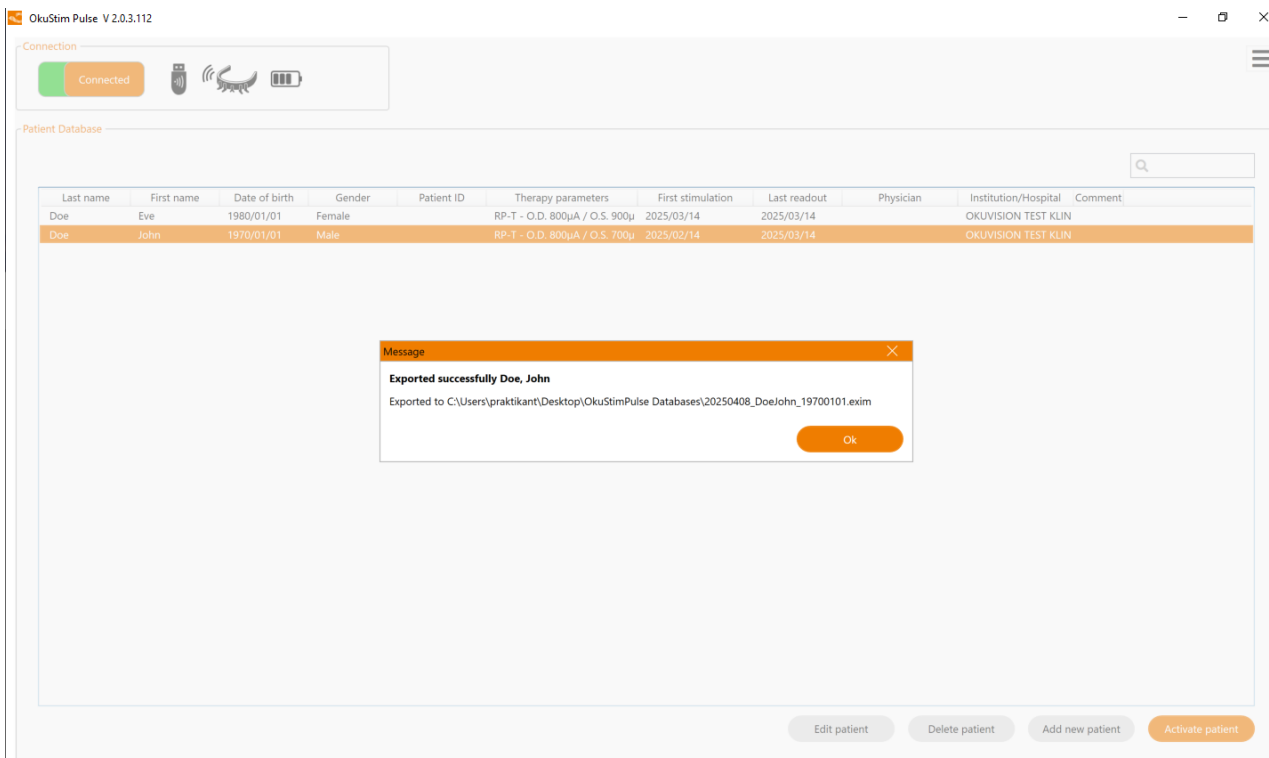 OkuStim Pulse V 2.0.3.112
Connection
Connected
Patient Database
Last name First name Date of birth Gender Patient ID Therapy parameters First stimulation Last readout Physician Institution/Hospital Comment
Doe Eve 1980/01/01 Female RP-T - O.D. 800µA / O.S. 900µ 2025/03/14 2025/03/14 OKUVISION TEST KLIN
Doe John 1970/01/01 Male RP-T - O.D. 800µA / O.S. 700µ 2025/02/14 2025/03/14 OKUVISION TEST KLIN
Message
Exported successfully Doe, John
Exported to C:\Users\praktikant\Desktop\OkuStimPulse Databases\20250408_DoeJohn_19700101.exim
Ok
Edit patient Delete patient Add new patient Activate patient